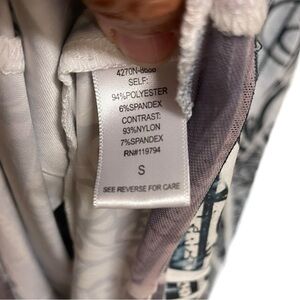 SELF:
94%POLYESTER
6%SPANDEX
CONTRAST:
93%NYLON
7%SPANDEX
RN#119794
S
SEE REVERSE FOR CARE